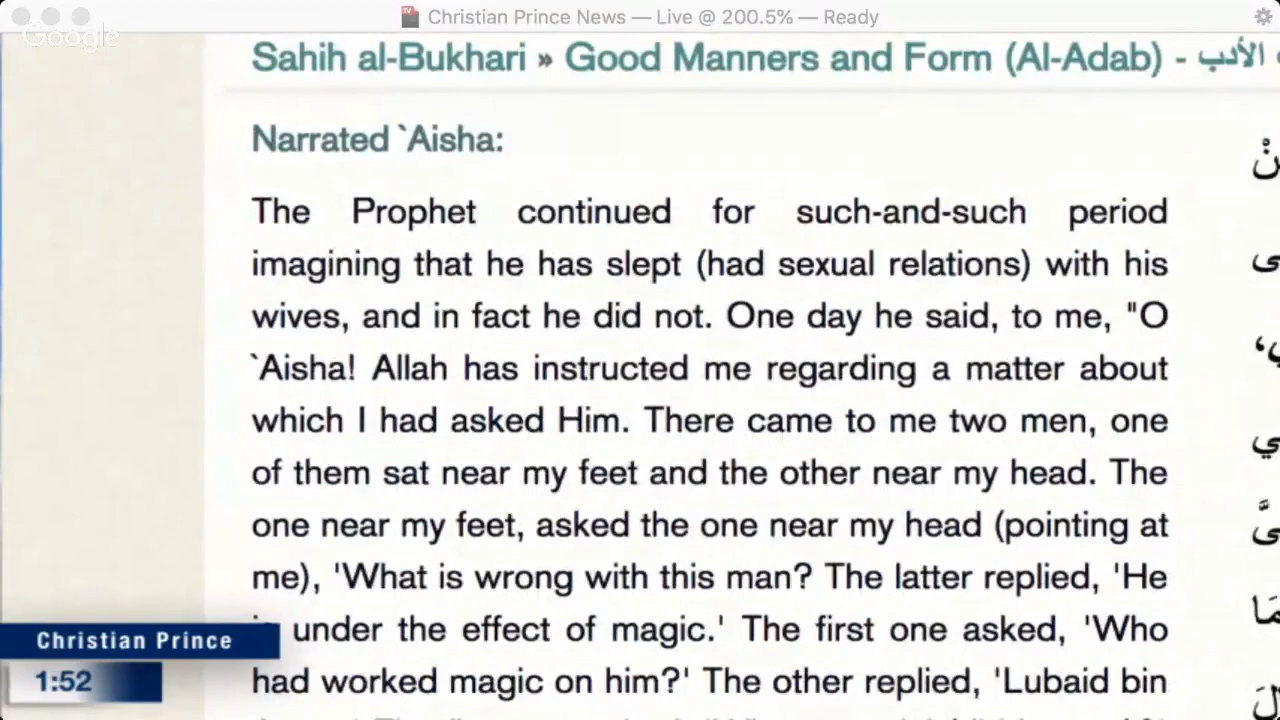 Christian Prince News — Live @ 200.5% — Ready
Google
Sahih al-Bukhari » Good Manners and Form (Al-Adab) - الأدب
Narrated `Aisha:
The Prophet continued for such-and-such period
imagining that he has slept (had sexual relations) with his
wives, and in fact he did not. One day he said, to me, "O
`Aisha! Allah has instructed me regarding a matter about
which I had asked Him. There came to me two men, one
of them sat near my feet and the other near my head. The
one near my feet, asked the one near my head (pointing at
me), 'What is wrong with this man? The latter replied, 'He
under the effect of magic.' The first one asked, 'Who
had worked magic on him?' The other replied, 'Lubaid bin
Christian Prince
1:52